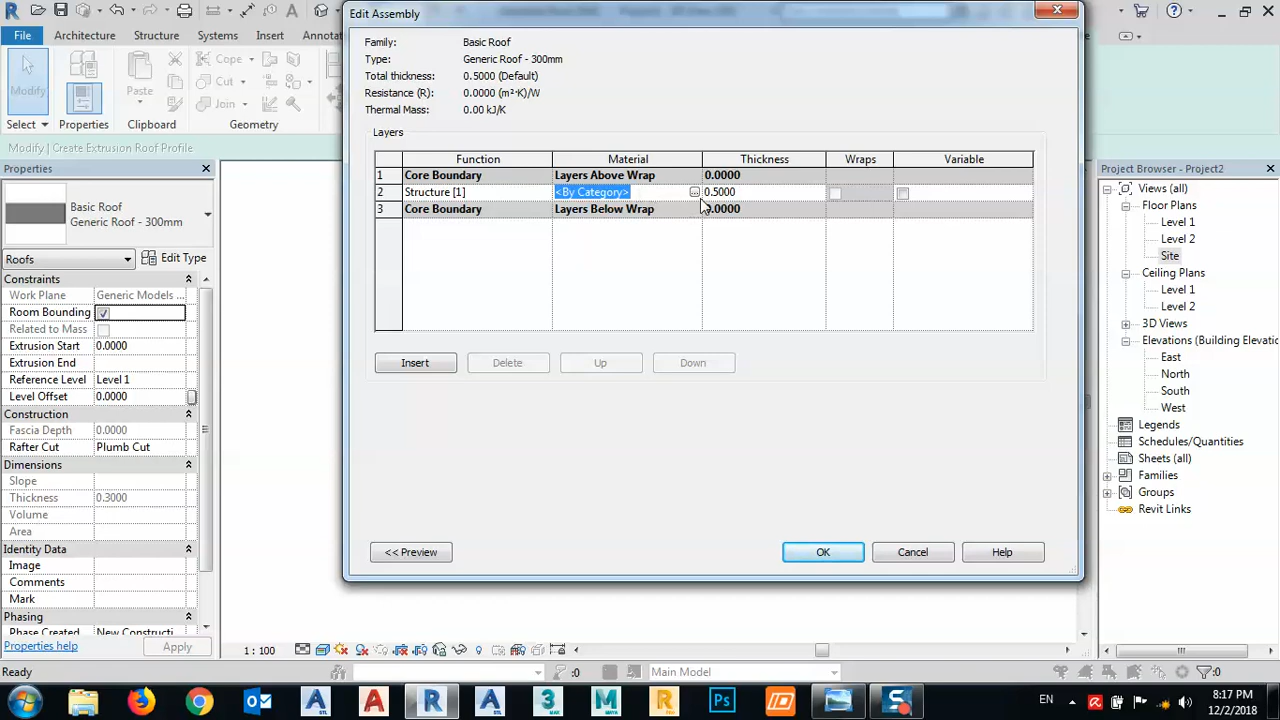 Edit Assembly
File Architecture Structure Systems Insert Annotat
Modify
Select
Properties
Paste
Clipboard
Cope
Cut
Join
Geometry
Modify | Create Extrusion Roof Profile
Properties
Basic Roof
Generic Roof - 300mm
Roofs
Edit Type
Constraints
Work Plane Generic Models ...
Room Bounding
Related to Mass
Extrusion Start 0.0000
Extrusion End
Reference Level Level 1
Level Offset 0.0000
Construction
Fascia Depth 0.0000
Rafter Cut Plumb Cut
Dimensions
Slope
Thickness 0.3000
Volume
Area
Identity Data
Image
Comments
Mark
Phasing
Phase Created New Constructi
Properties help
Apply
Family: Basic Roof
Type: Generic Roof - 300mm
Total thickness: 0.5000 (Default)
Resistance (R): 0.0000 (m²·K)/W
Thermal Mass: 0.00 kJ/K
Layers
Function Material Thickness Wraps Variable
1 Core Boundary Layers Above Wrap 0.0000
2 Structure [1] <By Category> ... 0.5000
3 Core Boundary Layers Below Wrap 0.0000
Insert Delete Up Down
<< Preview OK Cancel Help
Project Browser - Project2
Views (all)
Floor Plans
Level 1
Level 2
Site
Ceiling Plans
Level 1
Level 2
3D Views
Elevations (Building Elevatio
East
North
South
West
Legends
Schedules/Quantities
Sheets (all)
Families
Groups
Revit Links
1 : 100
Ready
:0
Main Model
:0
EN
8:17 PM
12/2/2018